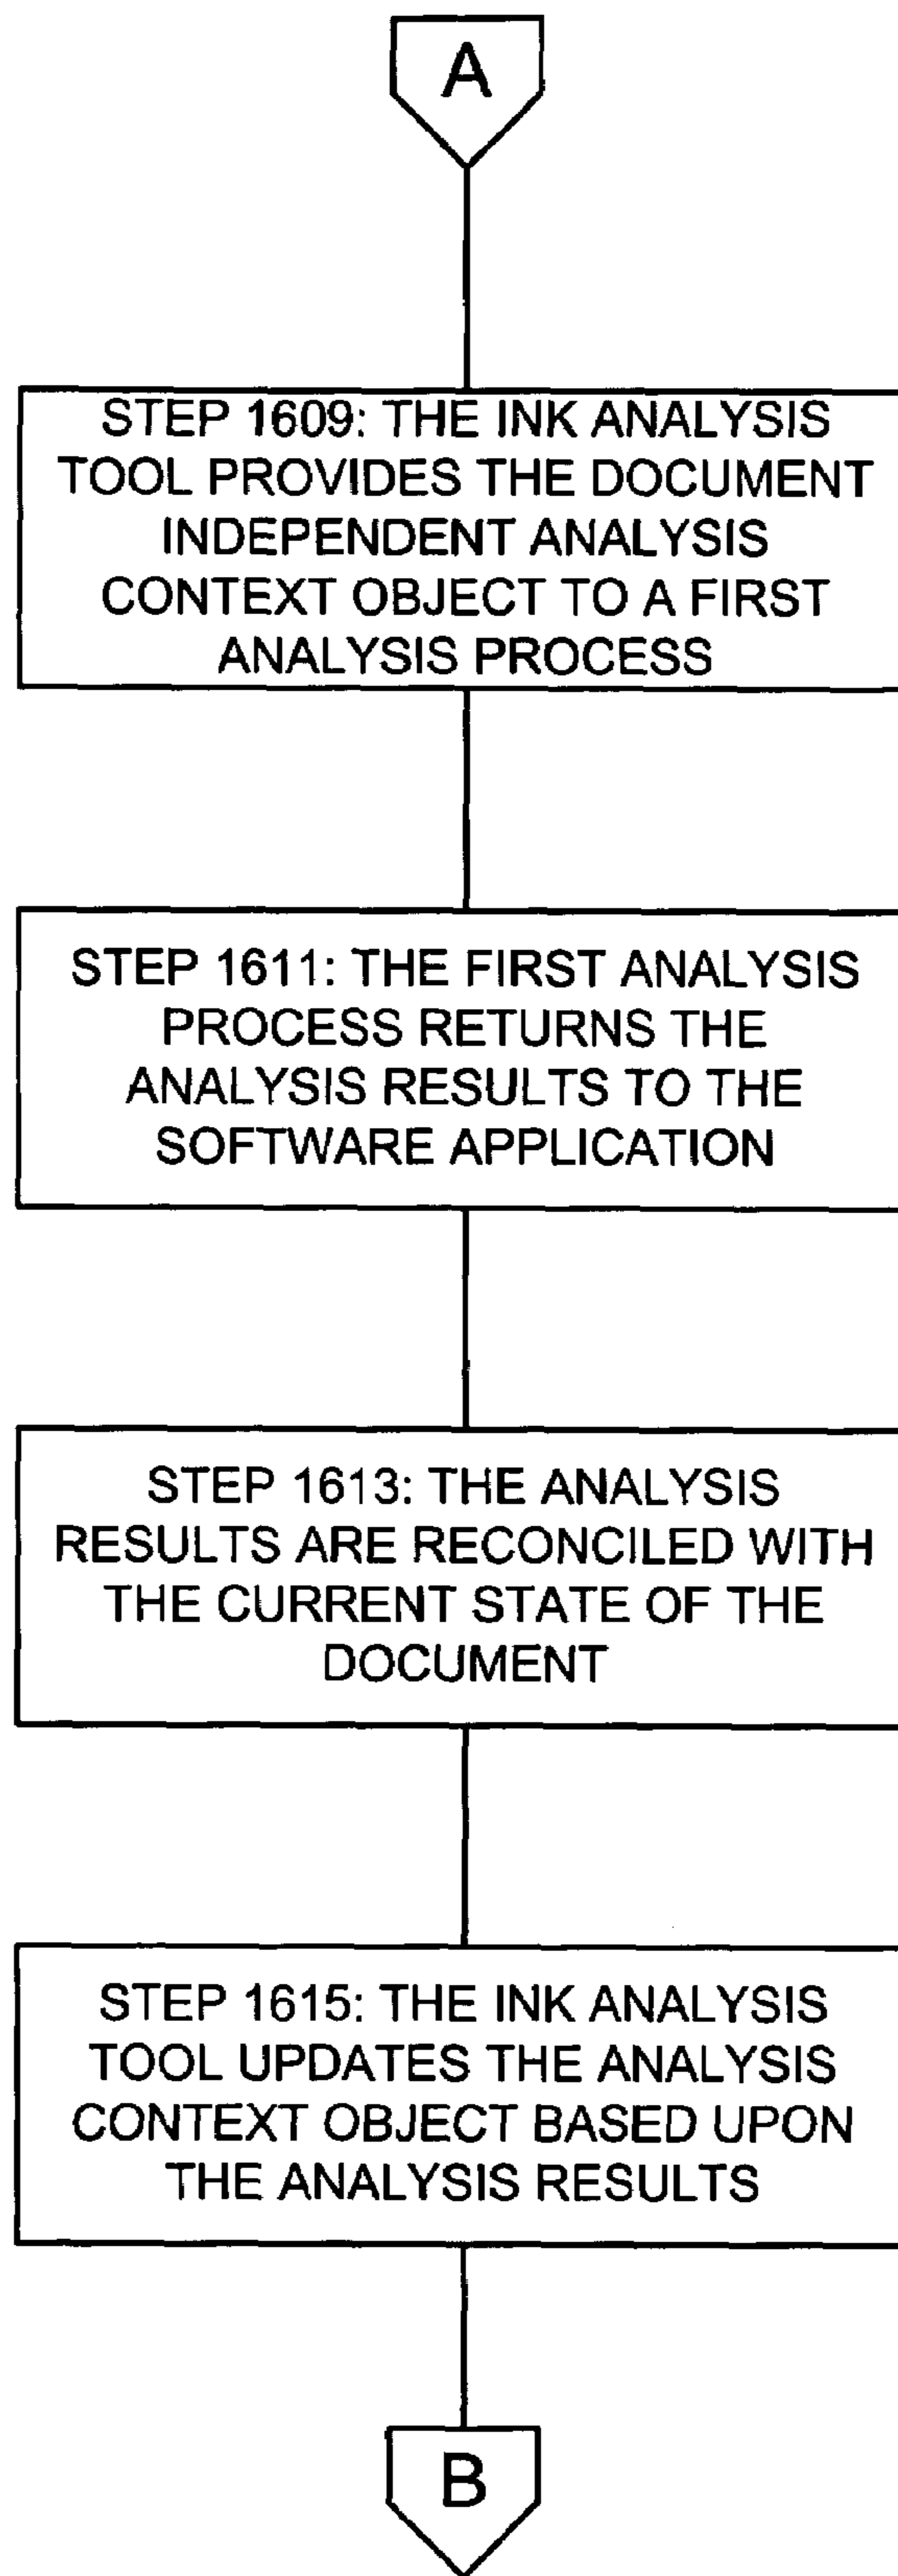 A
STEP 1609: THE INK ANALYSIS
TOOL PROVIDES THE DOCUMENT
INDEPENDENT ANALYSIS
CONTEXT OBJECT TO A FIRST
ANALYSIS PROCESS
STEP 1611: THE FIRST ANALYSIS
PROCESS RETURNS THE
ANALYSIS RESULTS TO THE
SOFTWARE APPLICATION
STEP 1613: THE ANALYSIS
RESULTS ARE RECONCILED WITH
THE CURRENT STATE OF THE
DOCUMENT
STEP 1615: THE INK ANALYSIS
TOOL UPDATES THE ANALYSIS
CONTEXT OBJECT BASED UPON
THE ANALYSIS RESULTS
B